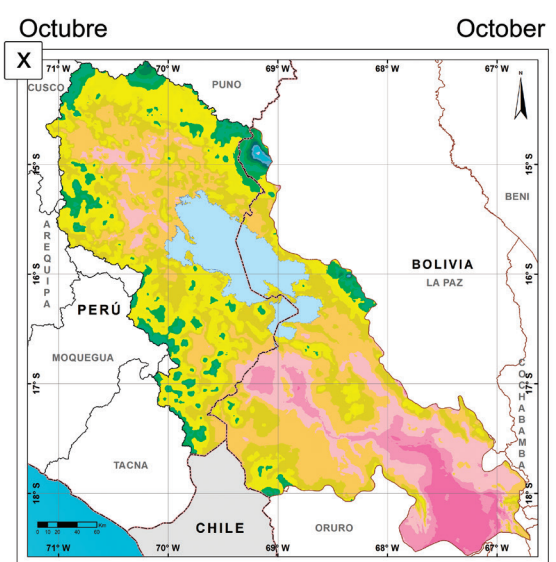 Octubre
October
X
71° W
70° W
69° W
68° W
67° W
CUSCO
PUNO
N
15° S
15° S
BENI
AREQUIPA
16° S
16° S
BOLIVIA
LA PAZ
PERÚ
MOQUEGUA
17° S
17° S
COCHABAMBA
TACNA
18° S
18° S
CHILE
ORURO
0 10 20 40 60 Km
71° W
70° W
69° W
68° W
67° W